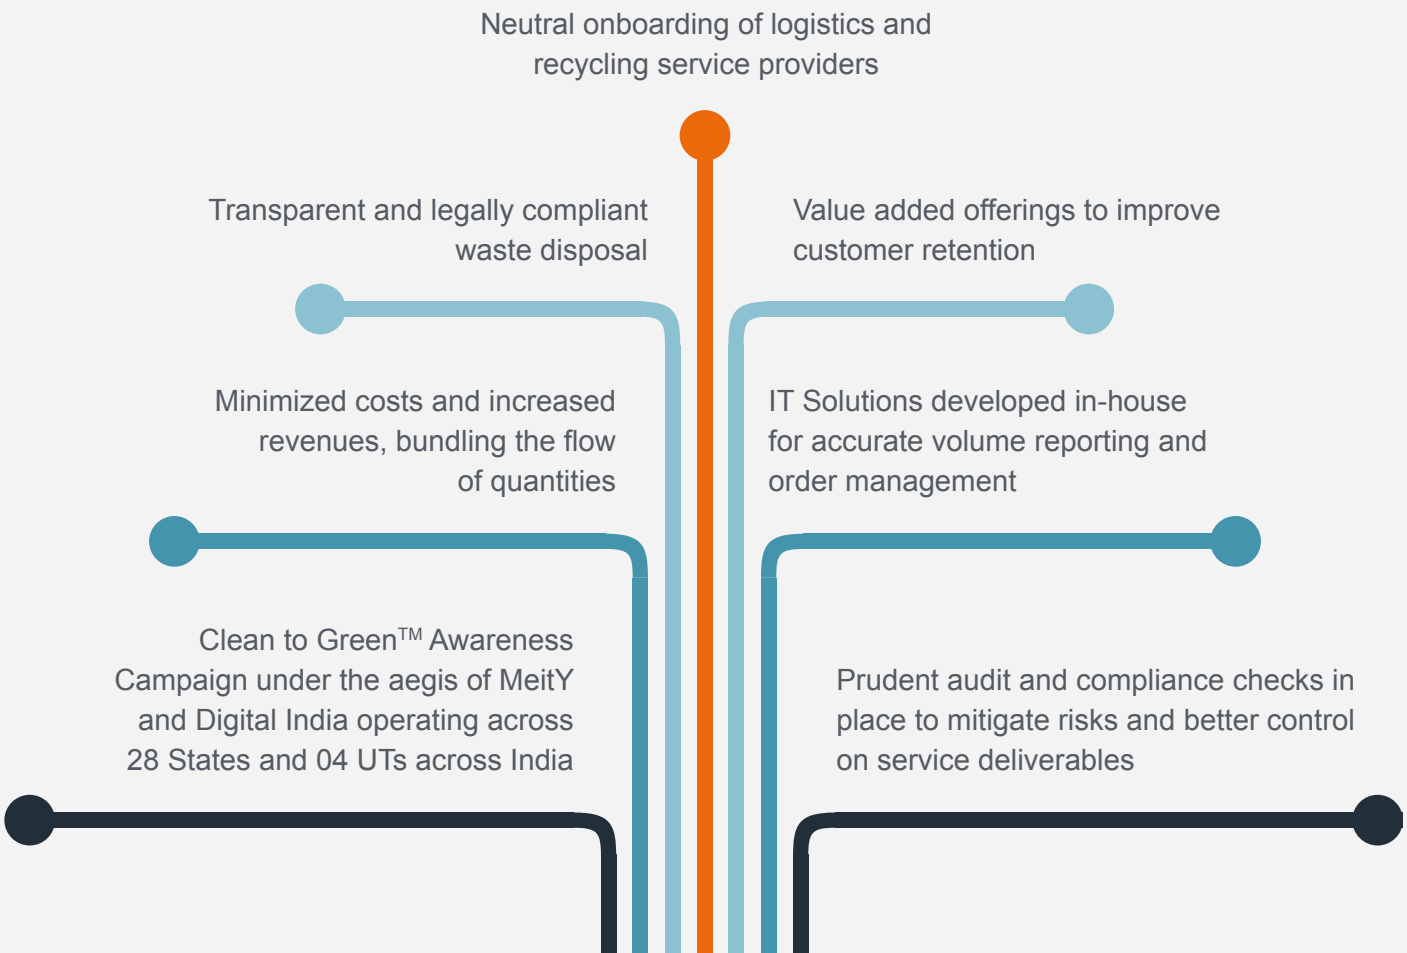 Neutral onboarding of logistics and
recycling service providers
Transparent and legally compliant
waste disposal
Value added offerings to improve
customer retention
Minimized costs and increased
revenues, bundling the flow
of quantities
IT Solutions developed in-house
for accurate volume reporting and
order management
Clean to Green™ Awareness
Campaign under the aegis of MeitY
and Digital India operating across
28 States and 04 UTs across India
Prudent audit and compliance checks in
place to mitigate risks and better control
on service deliverables